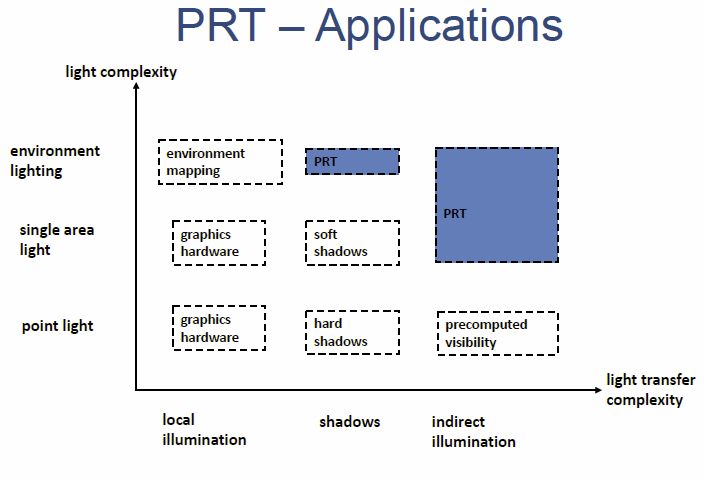 PRT – Applications
light complexity
environment
lighting
environment
mapping
PRT
PRT
single area
light
graphics
hardware
soft
shadows
point light
graphics
hardware
hard
shadows
precomputed
visibility
light transfer
complexity
local
illumination
shadows
indirect
illumination